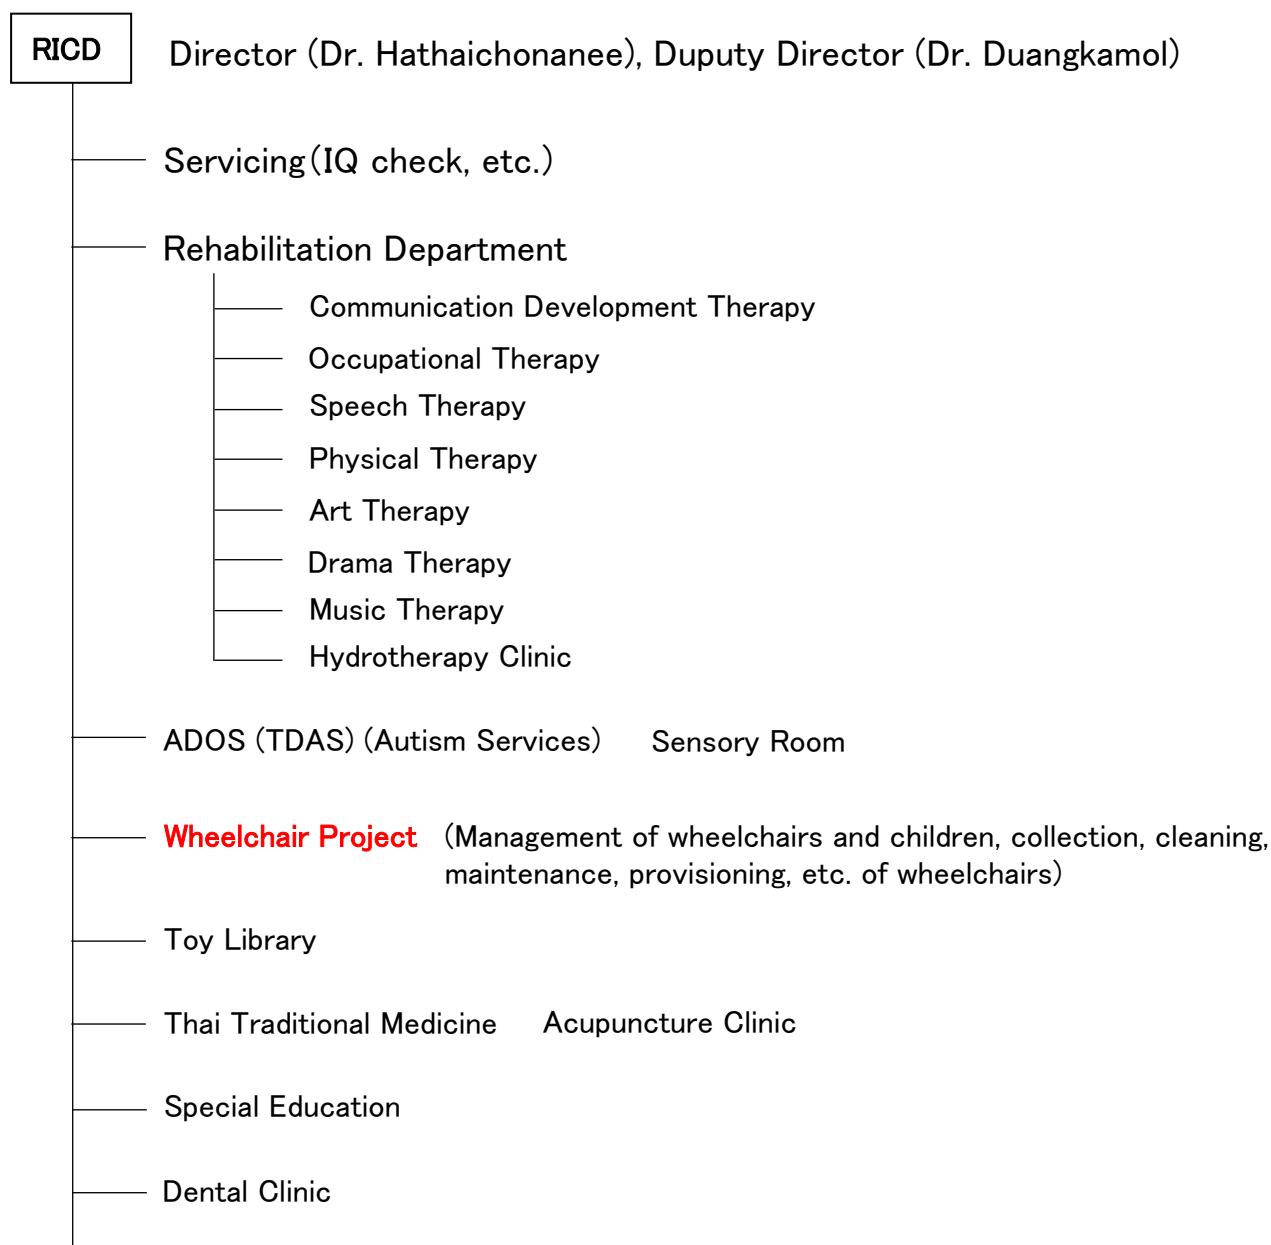 RICD Director (Dr. Hathaichonanee), Duputy Director (Dr. Duangkamol)
Servicing(IQ check, etc.)
Rehabilitation Department
Communication Development Therapy
Occupational Therapy
Speech Therapy
Physical Therapy
Art Therapy
Drama Therapy
Music Therapy
Hydrotherapy Clinic
ADOS (TDAS) (Autism Services) Sensory Room
Wheelchair Project (Management of wheelchairs and children, collection, cleaning,
maintenance, provisioning, etc. of wheelchairs)
Toy Library
Thai Traditional Medicine Acupuncture Clinic
Special Education
Dental Clinic